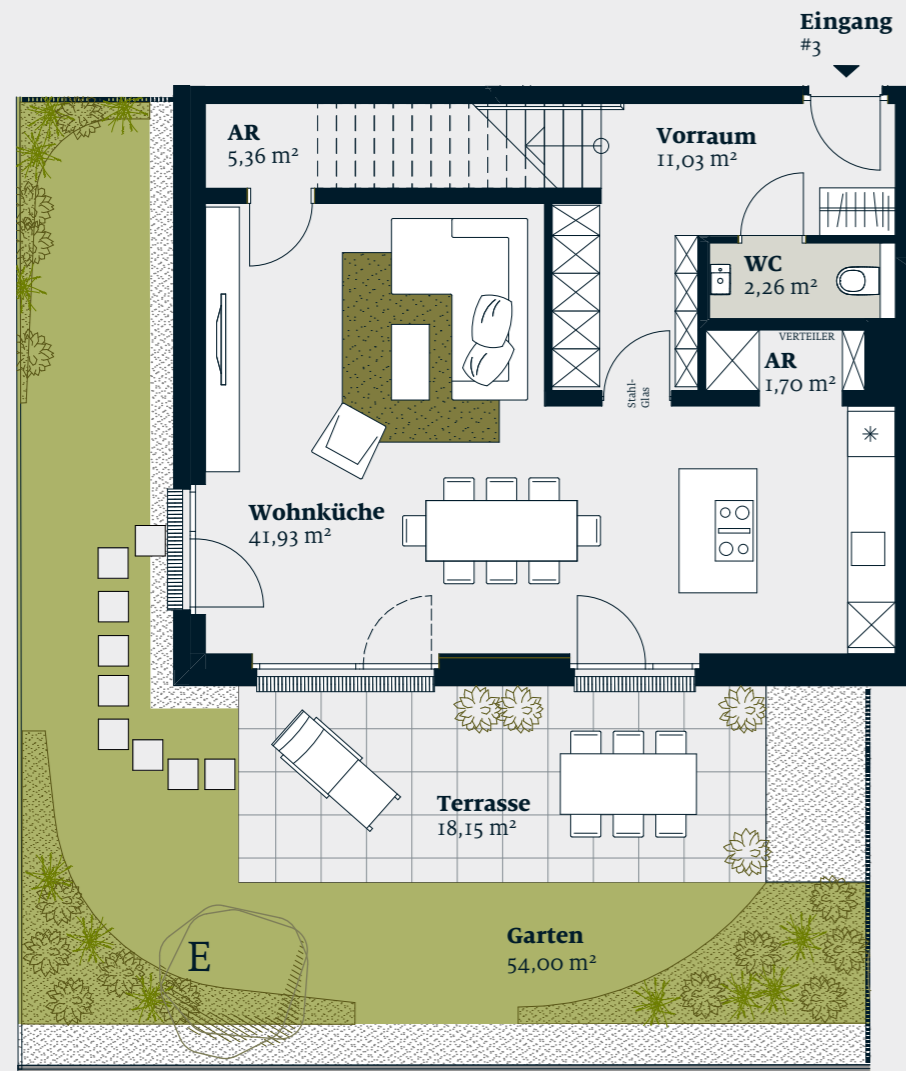 Eingang
#3
AR
5,36 m²
Vorraum
11,03 m²
WC
2,26 m²
VERTEILER
AR
1,70 m²
Stahl-
Glas
Wohnküche
41,93 m²
Terrasse
18,15 m²
Garten
54,00 m²
E